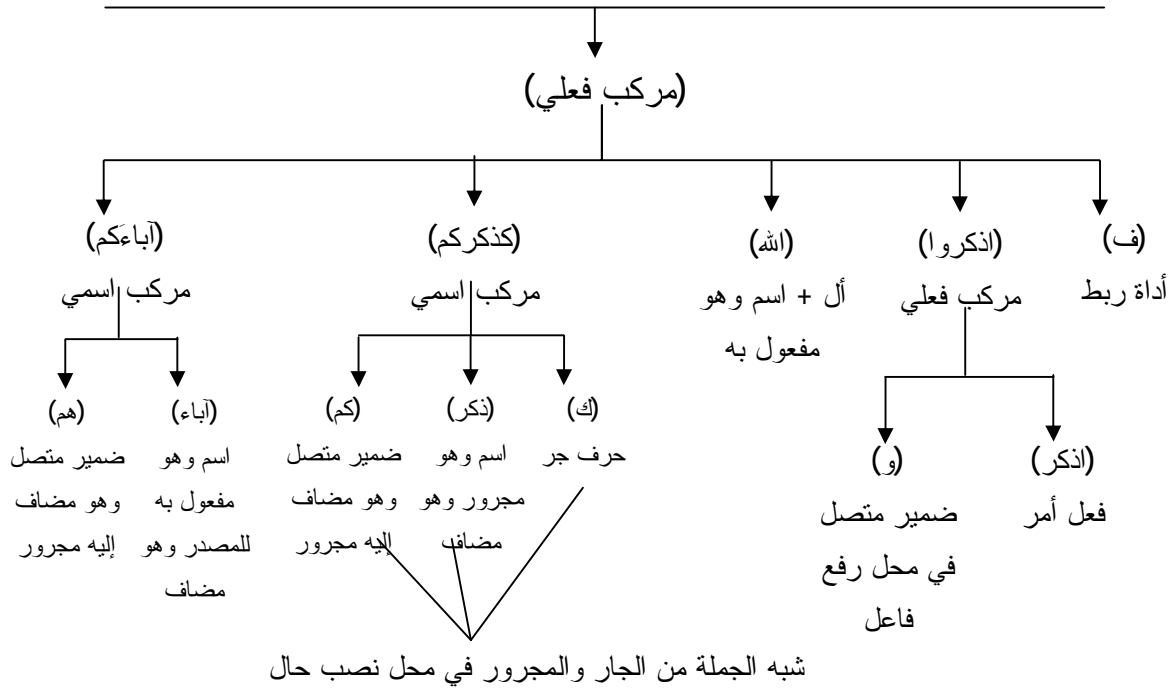 (مركب فعلي)
(ف)
أداة ربط
(اذكروا)
مركب فعلي
(الله)
أل + اسم وهو
مفعول به
(كذكركم)
مركب اسمي
(آباءَكم)
مركب اسمي
(اذكر)
فعل أمر
(و)
ضمير متصل
في محل رفع
فاعل
(ك)
حرف جر
(ذكر)
اسم وهو
مجرور وهو
مضاف
(كم)
ضمير متصل
وهو مضاف
إليه مجرور
(آباء)
اسم وهو
مفعول به
للمصدر وهو
مضاف
(هم)
ضمير متصل
وهو مضاف
إليه مجرور
شبه الجملة من الجار والمجرور في محل نصب حال